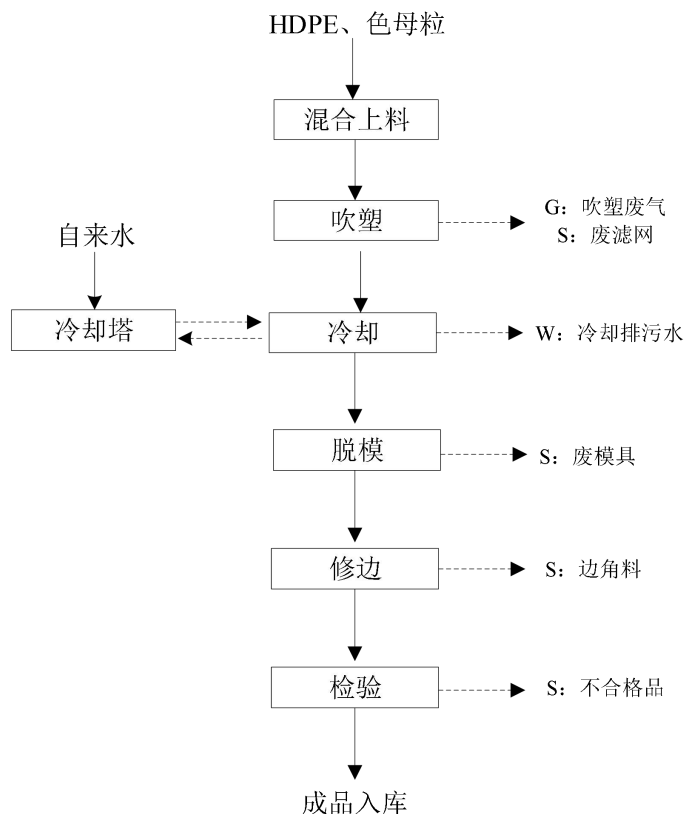 HDPE、色母粒
混合上料
吹塑
G：吹塑废气
S：废滤网
自来水
冷却塔
冷却
W：冷却排污水
脱模
S：废模具
修边
S：边角料
检验
S：不合格品
成品入库